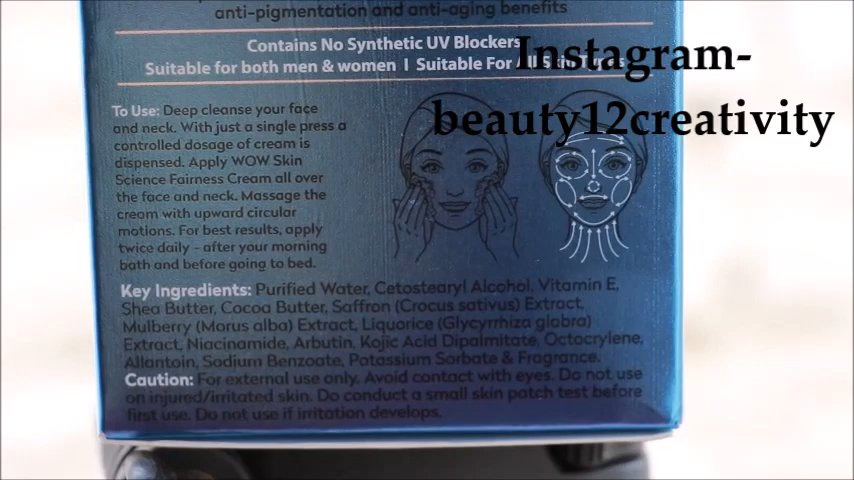 anti-pigmentation and anti-aging benefits
Contains No Synthetic UV Blockers
Suitable for both men & women I Suitable For All Skin Types
Instagram-
beauty12creativity
To Use: Deep cleanse your face
and neck. With just a single press a
controlled dosage of cream is
dispensed. Apply WOW Skin
Science Fairness Cream all over
the face and neck. Massage the
cream with upward circular
motions. For best results, apply
twice daily - after your morning
bath and before going to bed.
Key Ingredients: Purified Water, Cetostearyl Alcohol, Vitamin E,
Shea Butter, Cocoa Butter, Saffron (Crocus sativus) Extract,
Mulberry (Morus alba) Extract, Liquorice (Glycyrrhiza glabra)
Extract, Niacinamide, Arbutin, Kojic Acid Dipalmitate, Octocrylene,
Allantoin, Sodium Benzoate, Potassium Sorbate & Fragrance.
Caution: For external use only. Avoid contact with eyes. Do not use
on injured/irritated skin. Do conduct a small skin patch test before
first use. Do not use if irritation develops.